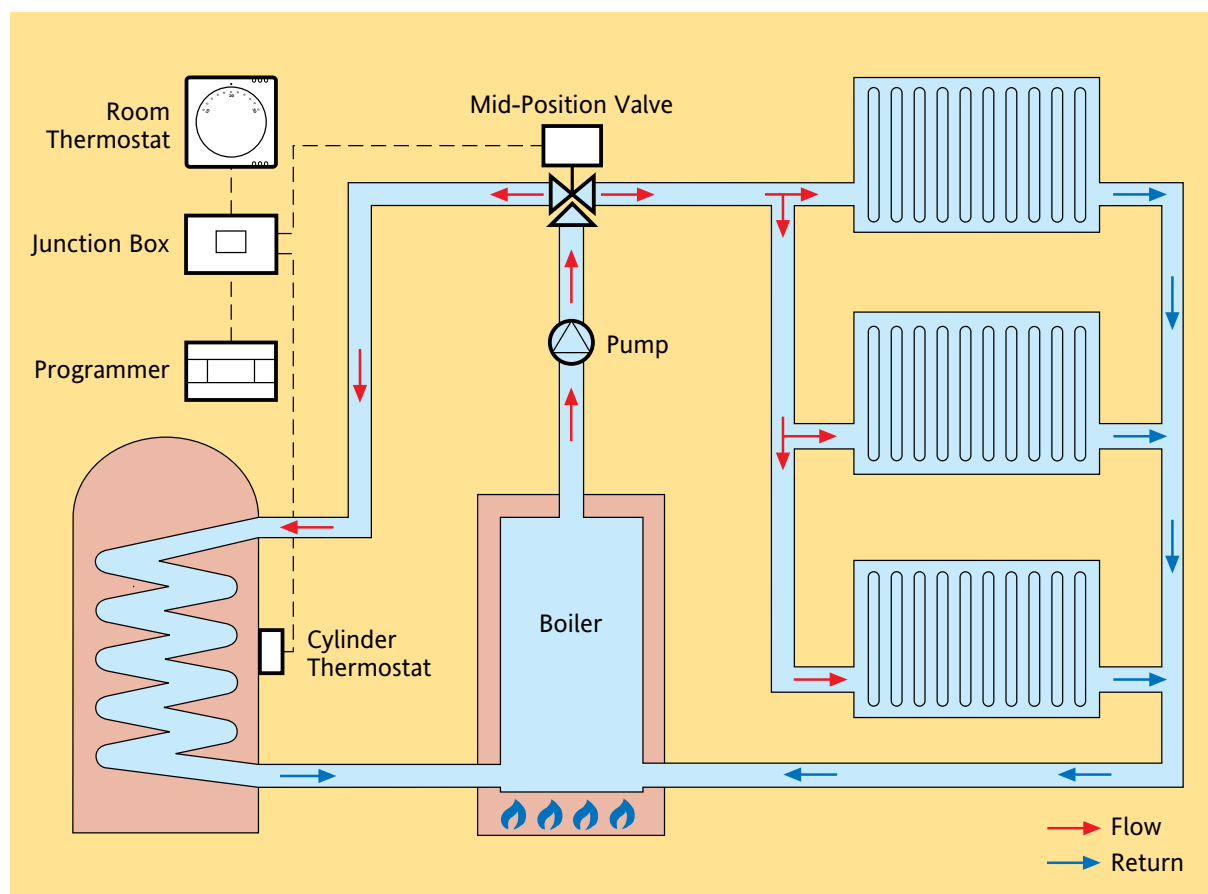 Room
Thermostat
Mid-Position Valve
Junction Box
Programmer
Pump
Boiler
Cylinder
Thermostat
Flow
Return